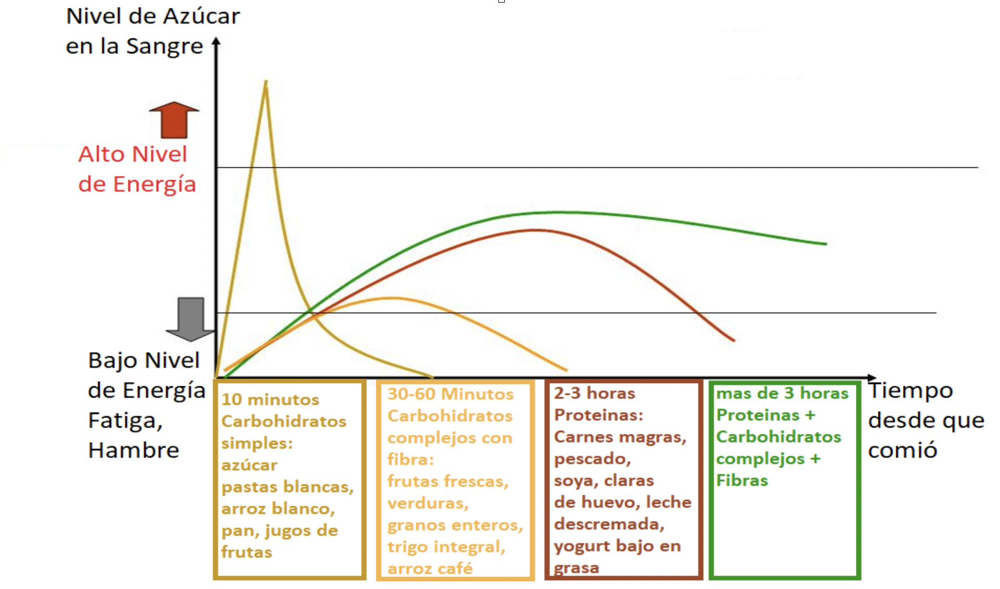 Nivel de Azúcar
en la Sangre
Alto Nivel
de Energía
Bajo Nivel
de Energía
Fatiga,
Hambre
10 minutos
Carbohidratos
simples:
azúcar
pastas blancas,
arroz blanco,
pan, jugos de
frutas
30-60 Minutos
Carbohidratos
complejos con
fibra:
frutas frescas,
verduras,
granos enteros,
trigo integral,
arroz café
2-3 horas
Proteinas:
Carnes magras,
pescado,
soya, claras
de huevo, leche
descremada,
yogurt bajo en
grasa
mas de 3 horas
Proteinas +
Carbohidratos
complejos +
Fibras
Tiempo
desde que
comió